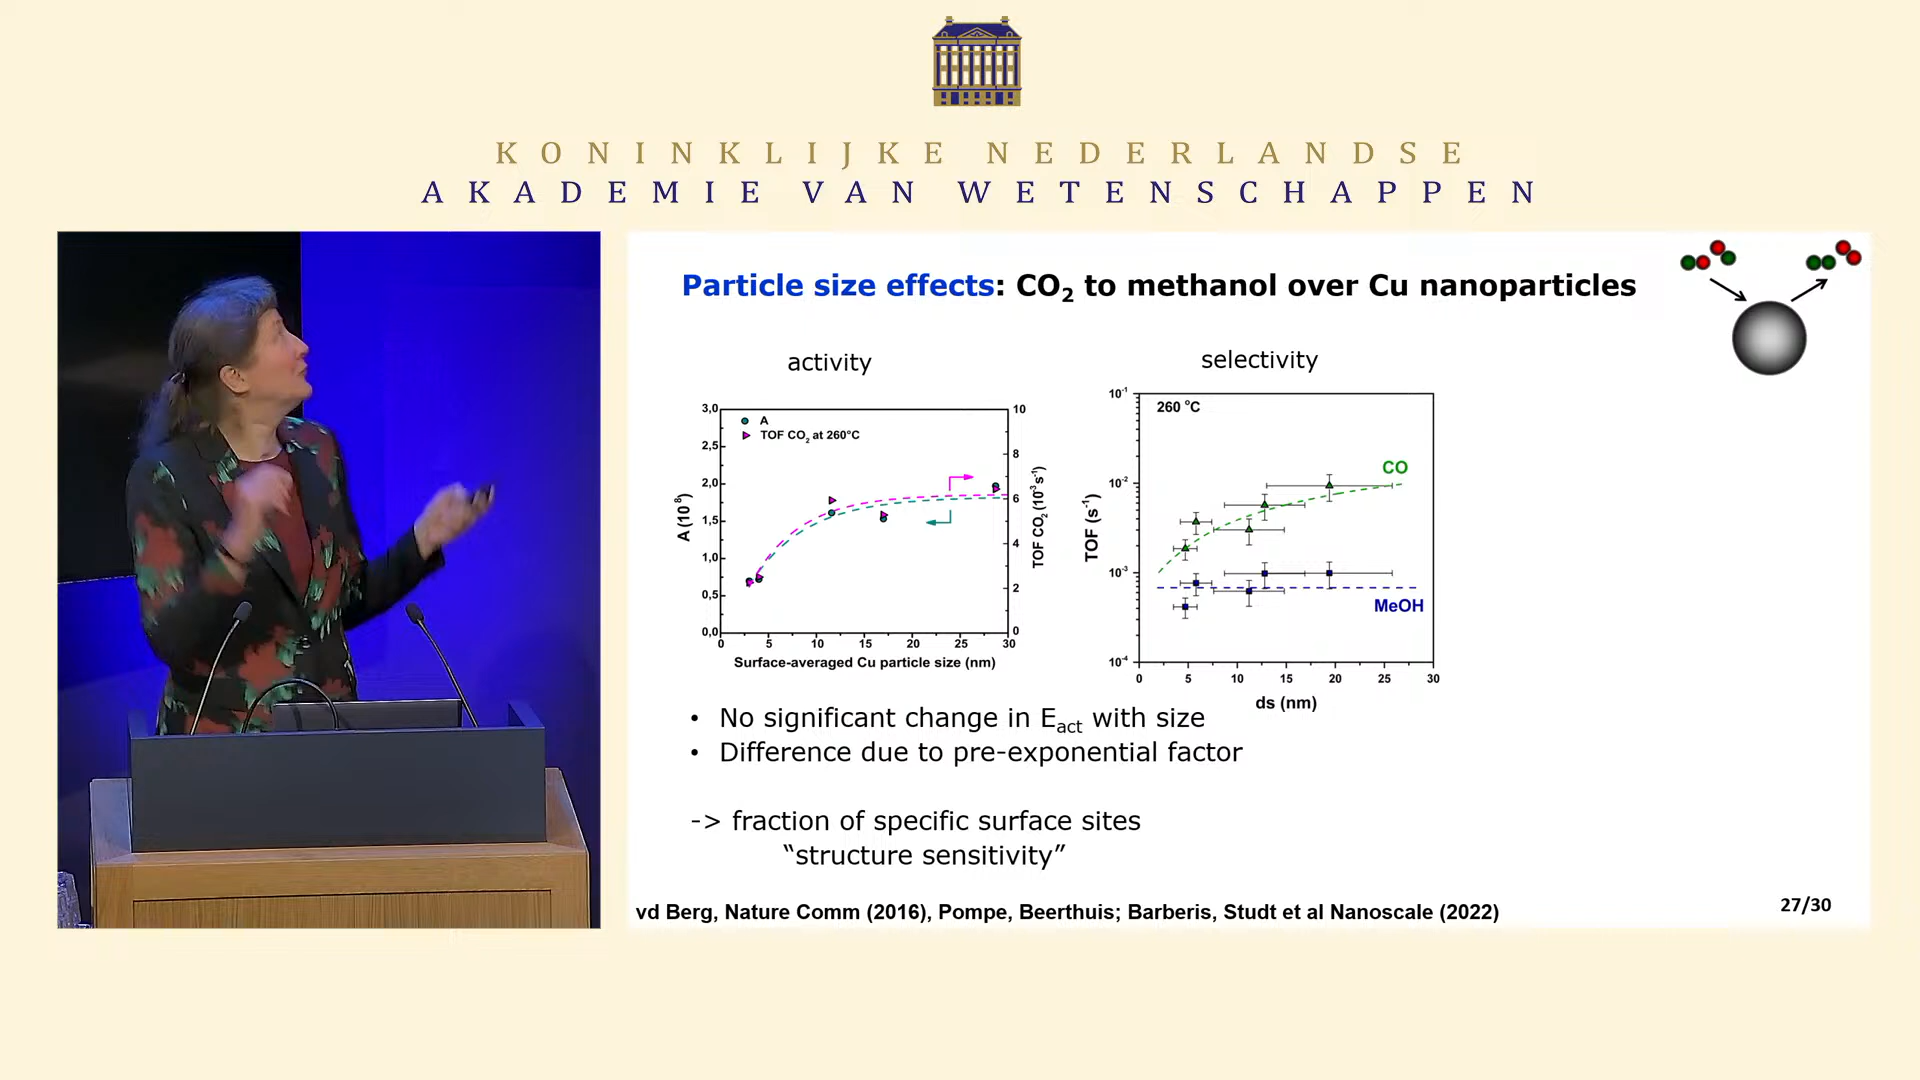 KONINKLIJKE NEDERLANDSE
AKADEMIE VAN WETENSCHAPPEN
Particle size effects: CO2 to methanol over Cu nanoparticles
activity
selectivity
3,0
2,5
2,0
1,5
1,0
0,5
0,0
A (10⁸)
A
TOF CO2 at 260°C
10
8
6
4
2
0
TOF CO2 (10⁻³ s⁻¹)
0 5 10 15 20 25 30
Surface-averaged Cu particle size (nm)
10⁻¹
10⁻²
10⁻³
10⁻⁴
TOF (s⁻¹)
260 °C
CO
MeOH
0 5 10 15 20 25 30
ds (nm)
• No significant change in Eact with size
• Difference due to pre-exponential factor
-> fraction of specific surface sites
“structure sensitivity”
vd Berg, Nature Comm (2016), Pompe, Beerthuis; Barberis, Studt et al Nanoscale (2022)
27/30